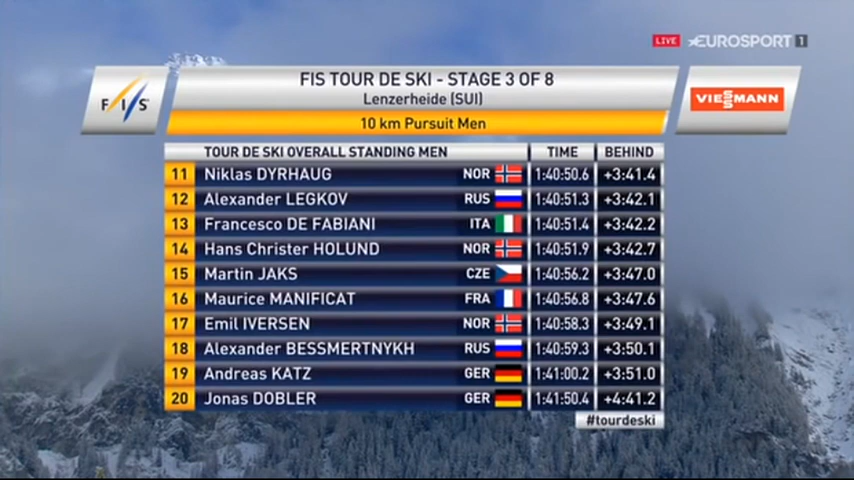 LIVE EUROSPORT 1
FIS
FIS TOUR DE SKI - STAGE 3 OF 8
Lenzerheide (SUI)
VIESSMANN
10 km Pursuit Men
TOUR DE SKI OVERALL STANDING MEN TIME BEHIND
11 Niklas DYRHAUG NOR 1:40:50.6 +3:41.4
12 Alexander LEGKOV RUS 1:40:51.3 +3:42.1
13 Francesco DE FABIANI ITA 1:40:51.4 +3:42.2
14 Hans Christer HOLUND NOR 1:40:51.9 +3:42.7
15 Martin JAKS CZE 1:40:56.2 +3:47.0
16 Maurice MANIFICAT FRA 1:40:56.8 +3:47.6
17 Emil IVERSEN NOR 1:40:58.3 +3:49.1
18 Alexander BESSMERTNYKH RUS 1:40:59.3 +3:50.1
19 Andreas KATZ GER 1:41:00.2 +3:51.0
20 Jonas DOBLER GER 1:41:50.4 +4:41.2
#tourdeski